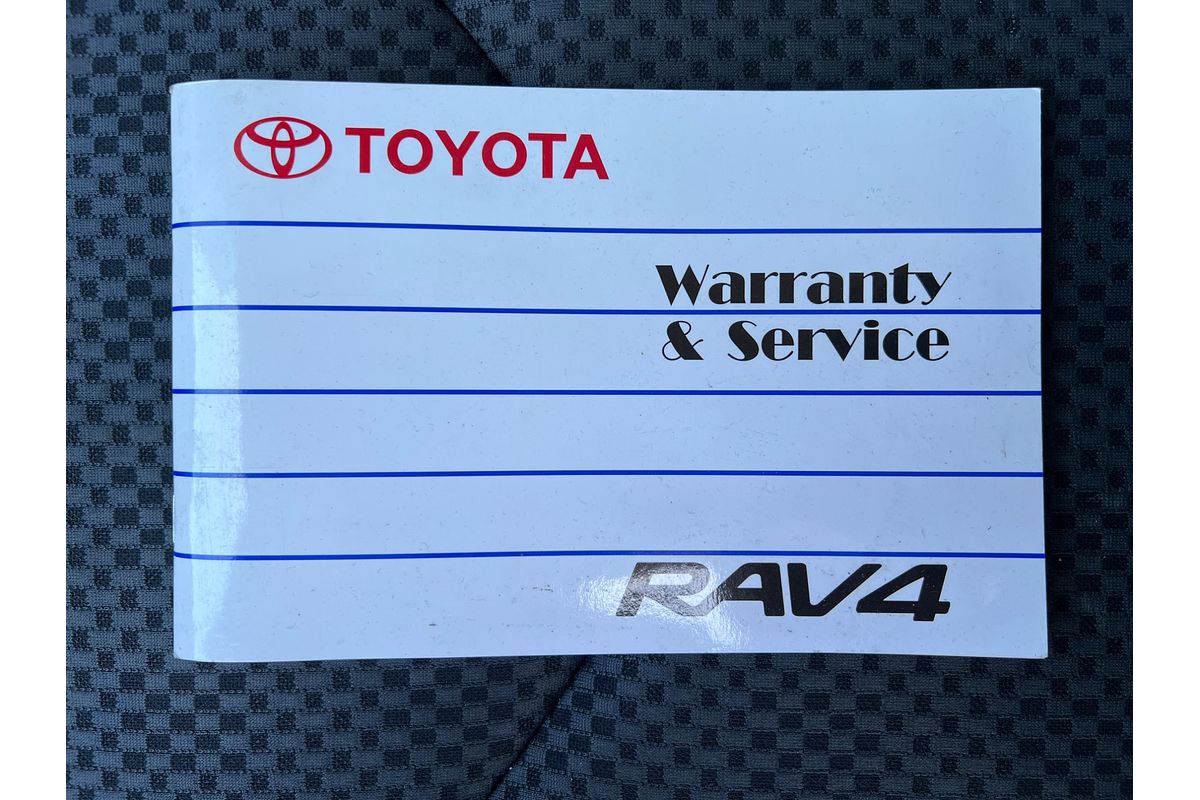 TOYOTA
Warranty
& Service
RAV4